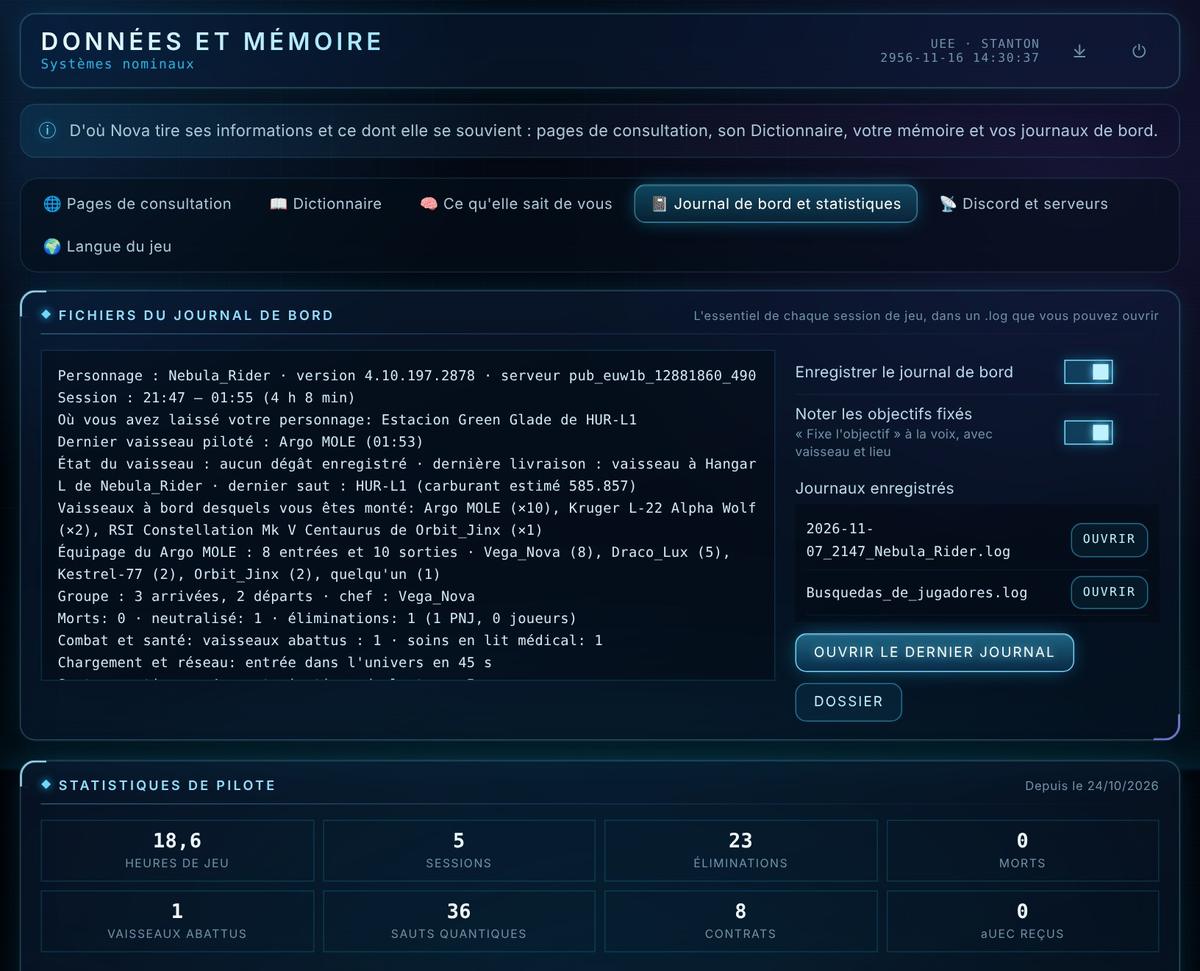 DONNÉES ET MÉMOIRE
Systèmes nominaux
UEE · STANTON
2956-11-16 14:30:37
D'où Nova tire ses informations et ce dont elle se souvient : pages de consultation, son Dictionnaire, votre mémoire et vos journaux de bord.
Pages de consultation
Dictionnaire
Ce qu'elle sait de vous
Journal de bord et statistiques
Discord et serveurs
Langue du jeu
FICHIERS DU JOURNAL DE BORD
L'essentiel de chaque session de jeu, dans un .log que vous pouvez ouvrir
Personnage : Nebula_Rider · version 4.10.197.2878 · serveur pub_euw1b_12881860_490
Session : 21:47 — 01:55 (4 h 8 min)
Où vous avez laissé votre personnage: Estacion Green Glade de HUR-L1
Dernier vaisseau piloté : Argo MOLE (01:53)
État du vaisseau : aucun dégât enregistré · dernière livraison : vaisseau à Hangar
L de Nebula_Rider · dernier saut : HUR-L1 (carburant estimé 585.857)
Vaisseaux à bord desquels vous êtes monté: Argo MOLE (×10), Kruger L-22 Alpha Wolf
(×2), RSI Constellation Mk V Centaurus de Orbit_Jinx (×1)
Équipage du Argo MOLE : 8 entrées et 10 sorties · Vega_Nova (8), Draco_Lux (5),
Kestrel-77 (2), Orbit_Jinx (2), quelqu'un (1)
Groupe : 3 arrivées, 2 départs · chef : Vega_Nova
Morts: 0 · neutralisé: 1 · éliminations: 1 (1 PNJ, 0 joueurs)
Combat et santé: vaisseaux abattus : 1 · soins en lit médical: 1
Chargement et réseau: entrée dans l'univers en 45 s
Enregistrer le journal de bord
Noter les objectifs fixés
« Fixe l'objectif » à la voix, avec
vaisseau et lieu
Journaux enregistrés
2026-11-
07_2147_Nebula_Rider.log
OUVRIR
Busquedas_de_jugadores.log
OUVRIR
OUVRIR LE DERNIER JOURNAL
DOSSIER
STATISTIQUES DE PILOTE
Depuis le 24/10/2026
18,6
HEURES DE JEU
5
SESSIONS
23
ÉLIMINATIONS
0
MORTS
1
VAISSEAUX ABATTUS
36
SAUTS QUANTIQUES
8
CONTRATS
0
aUEC REÇUS